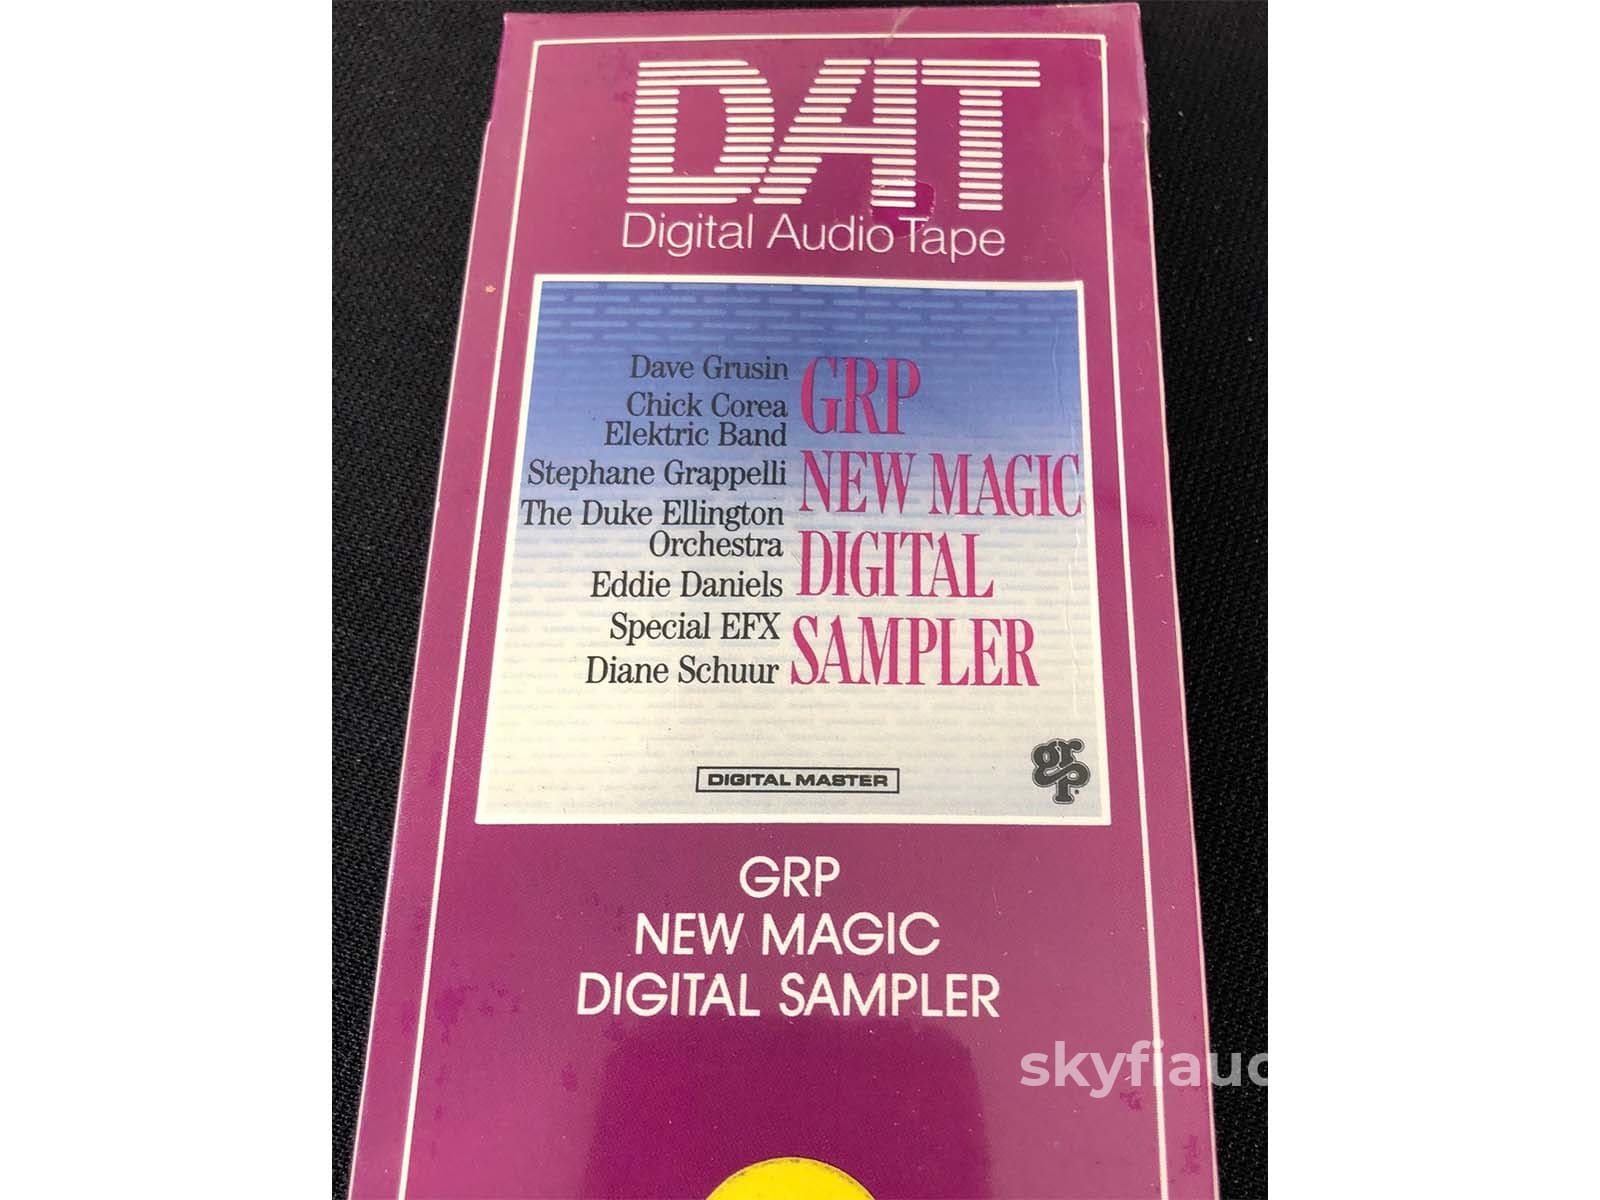 DAT
Digital Audio Tape
Dave Grusin
Chick Corea
Elektric Band
Stephane Grappelli
The Duke Ellington
Orchestra
Eddie Daniels
Special EFX
Diane Schuur
GRP
NEW MAGIC
DIGITAL
SAMPLER
DIGITAL MASTER
grp
GRP
NEW MAGIC
DIGITAL SAMPLER
skyfiaud